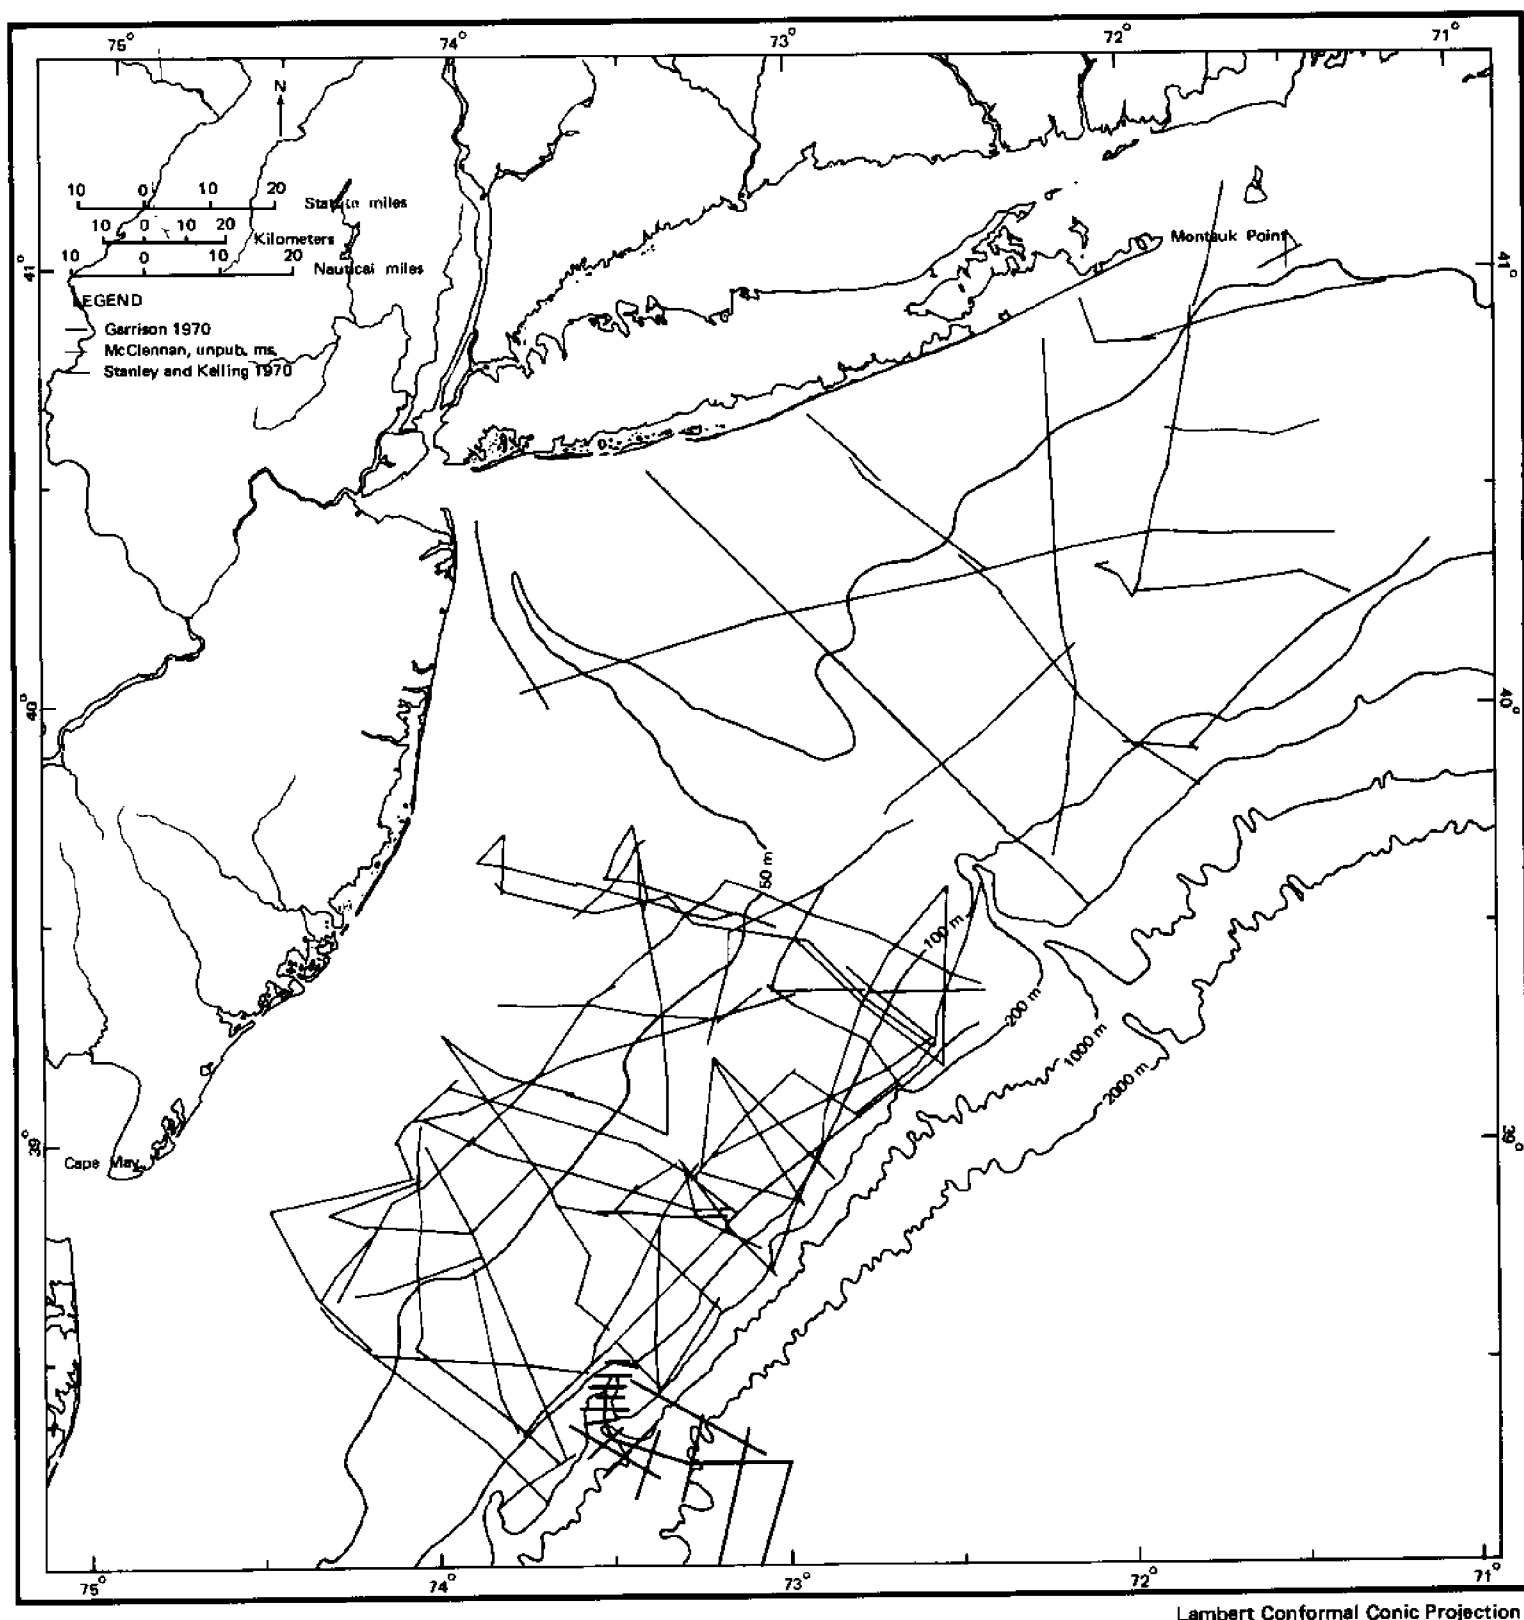 75° 74° 73° 72° 71°
N
10 0 10 20
Statute miles
10 0 10 20
Kilometers
10 0 10 20
Nautical miles
Montauk Point
41° 41°
LEGEND
Garrison 1970
McClennan, unpub. ms.
Stanley and Kelling 1970
40° 40°
50 m
100 m
200 m
1000 m
2000 m
39° 39°
Cape May
75° 74° 73° 72° 71°
Lambert Conformal Conic Projection